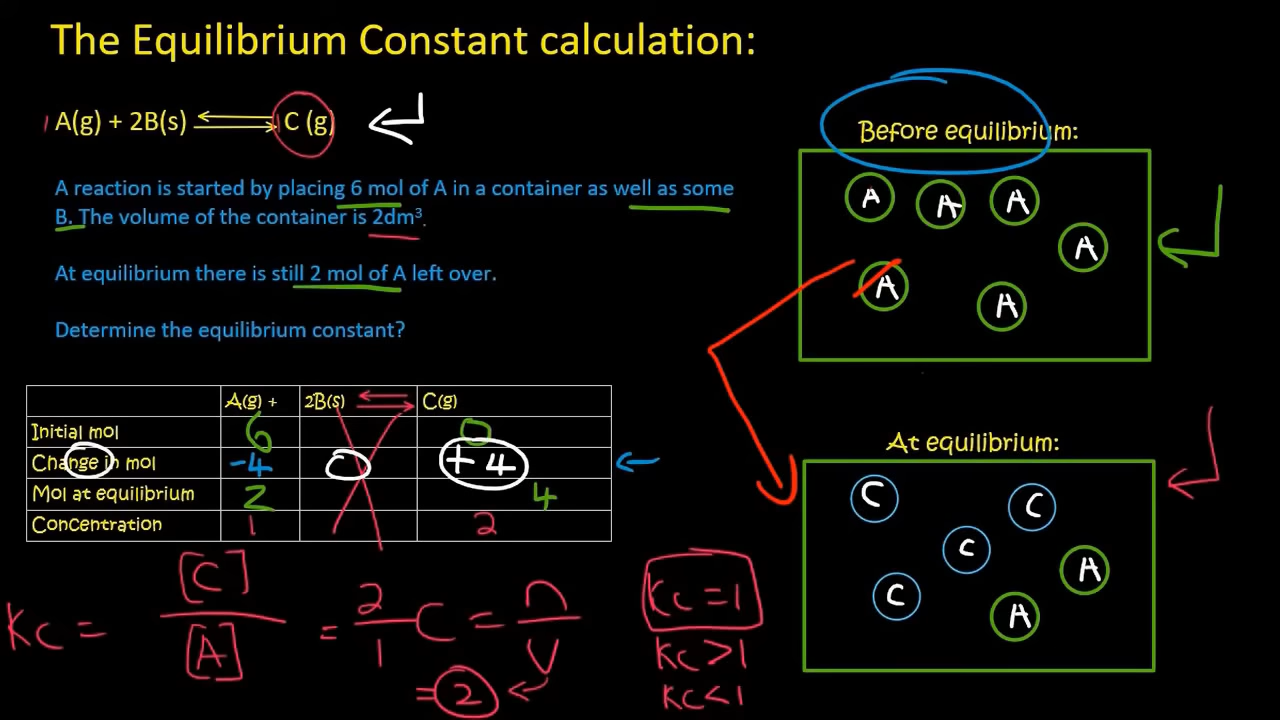 The Equilibrium Constant calculation:
1 A(g) + 2B(s) 1 C (g)
A reaction is started by placing 6 mol of A in a container as well as some
B. The volume of the container is 2dm³.
At equilibrium there is still 2 mol of A left over.
Determine the equilibrium constant?
A(g) + 2B(s) C(g)
Initial mol 6 0
Change in mol -4 + 4
Mol at equilibrium 2 4
Concentration 1 2
Kc = [C] / [A] = 2 / 1 = 2
C = n / V
Kc = 1
Kc > 1
Kc < 1
Before equilibrium:
A A A
A
A A
At equilibrium:
C C
C
A
C A